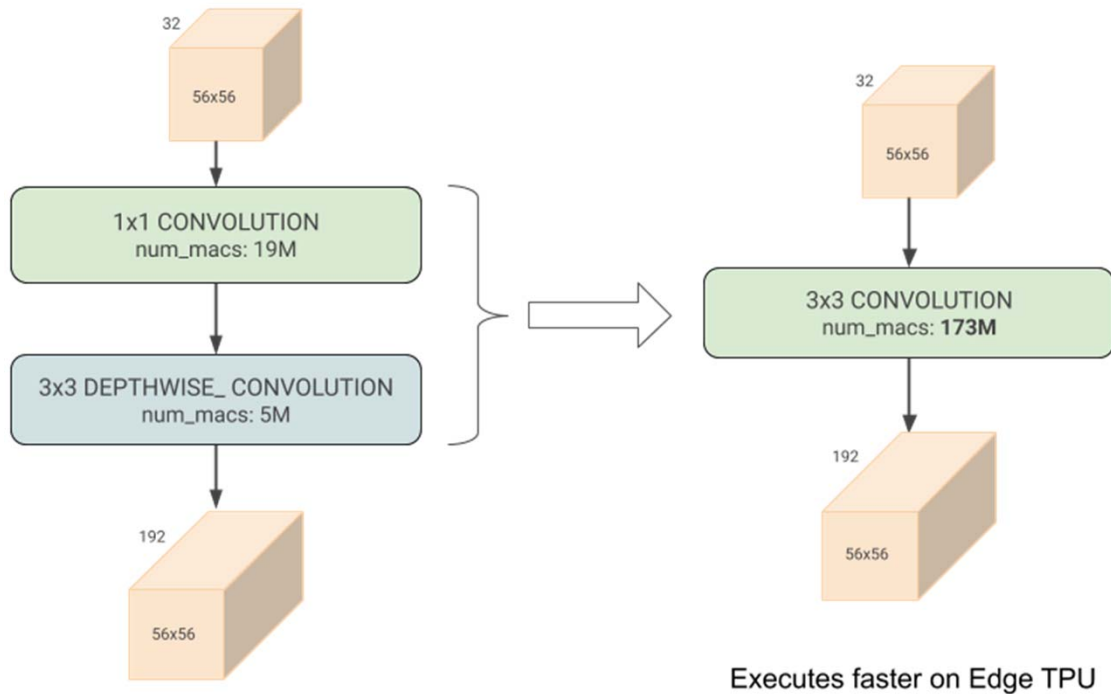 32
56x56
1x1 CONVOLUTION
num_macs: 19M
3x3 DEPTHWISE_ CONVOLUTION
num_macs: 5M
192
56x56
32
56x56
3x3 CONVOLUTION
num_macs: 173M
192
56x56
Executes faster on Edge TPU